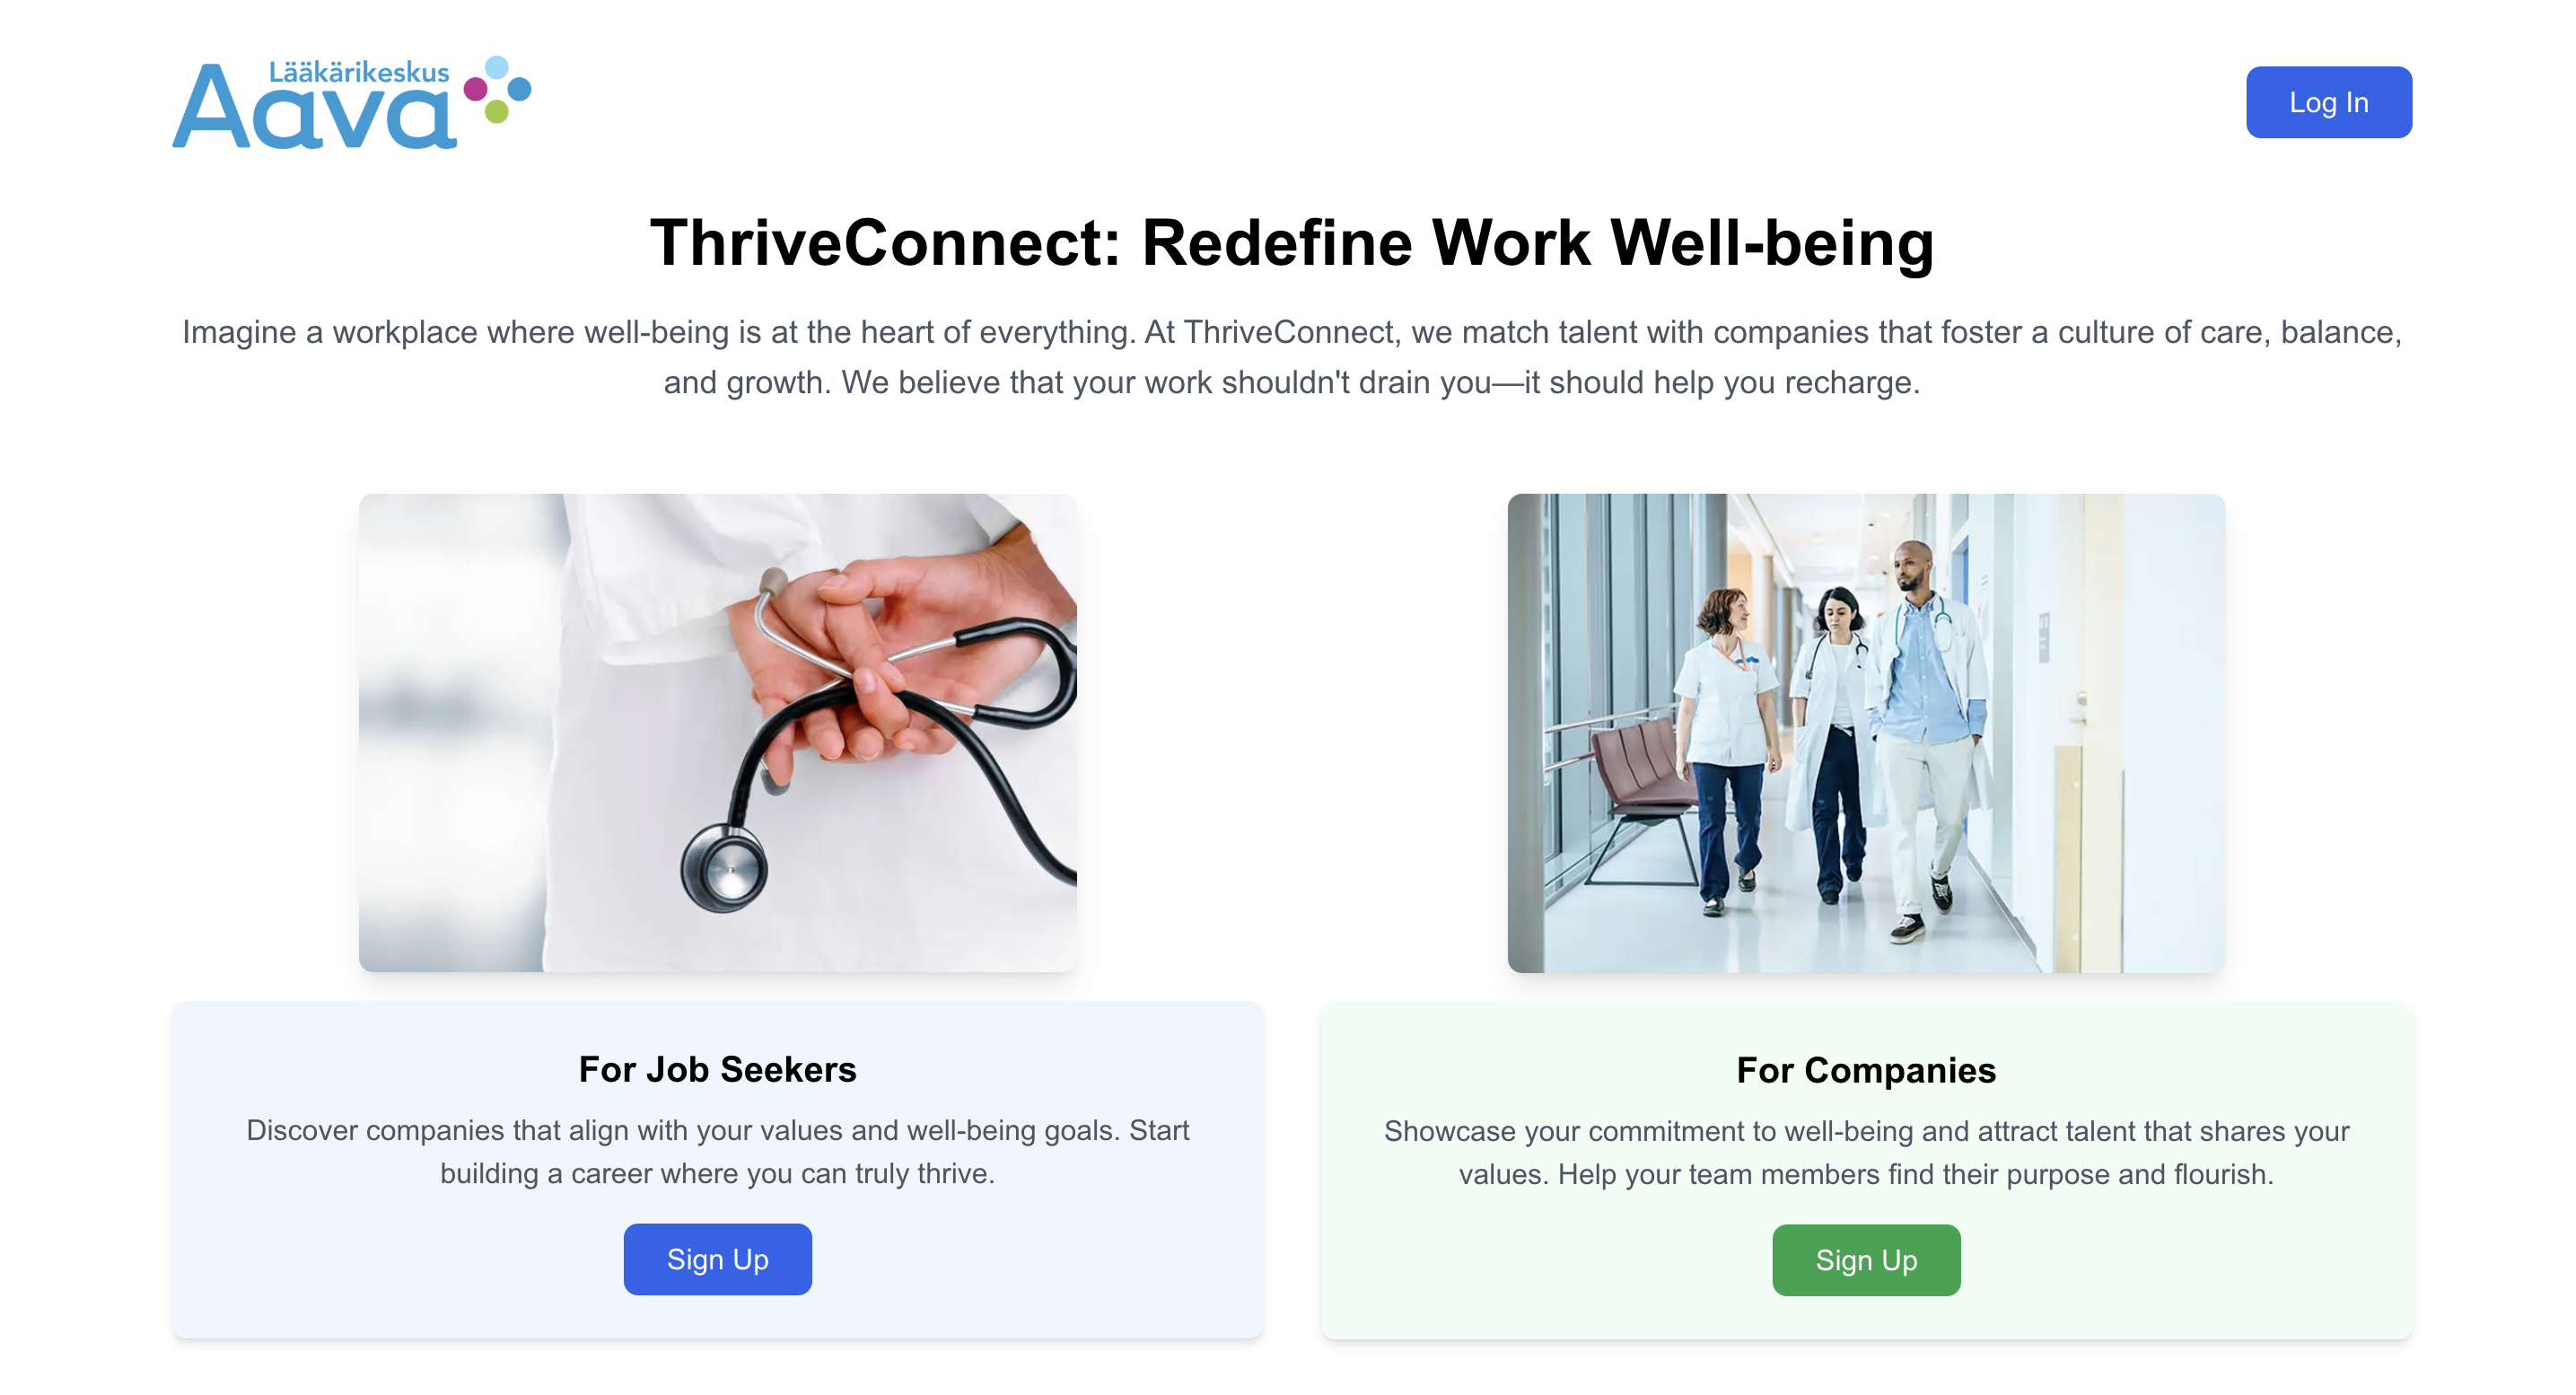 Lääkärikeskus
Aava
Log In
ThriveConnect: Redefine Work Well-being
Imagine a workplace where well-being is at the heart of everything. At ThriveConnect, we match talent with companies that foster a culture of care, balance,
and growth. We believe that your work shouldn't drain you—it should help you recharge.
For Job Seekers
Discover companies that align with your values and well-being goals. Start
building a career where you can truly thrive.
Sign Up
For Companies
Showcase your commitment to well-being and attract talent that shares your
values. Help your team members find their purpose and flourish.
Sign Up